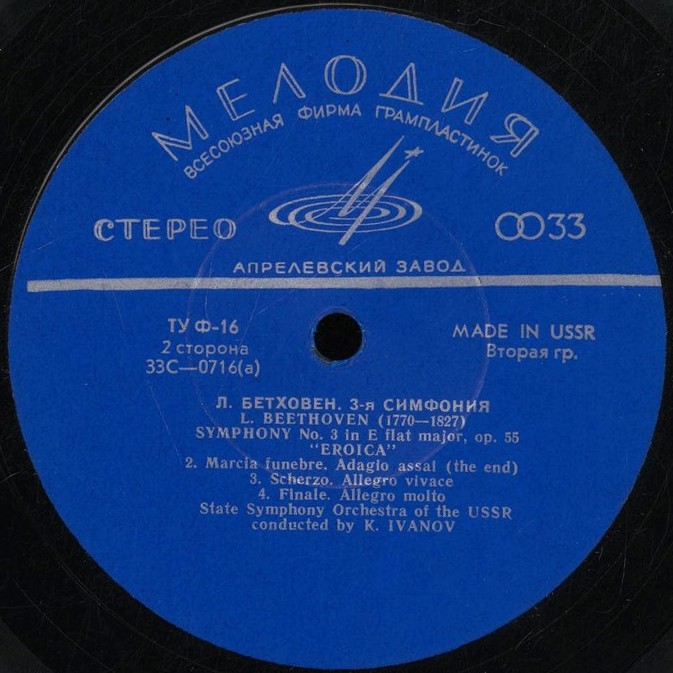 МЕЛОДИЯ
ВСЕСОЮЗНАЯ ФИРМА ГРАМПЛАСТИНОК
СТЕРЕО
33
АПРЕЛЕВСКИЙ ЗАВОД
ТУ Ф-16
2 сторона
33С—0716(а)
MADE IN USSR
Вторая гр.
Л. БЕТХОВЕН. 3-я СИМФОНИЯ
L. BEETHOVEN (1770—1827)
SYMPHONY No. 3 in E flat major, op. 55
"EROICA"
2. Marcia funebre. Adagio assai (the end)
3. Scherzo. Allegro vivace
4. Finale. Allegro molto
State Symphony Orchestra of the USSR
conducted by K. IVANOV